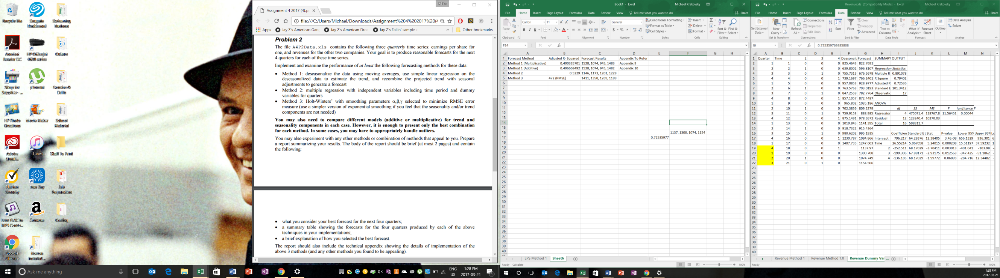 Recycle Bin
Seagate Dashboard
Swimming Business
Acrobat Reader DC
HP Officejet 4630 series
Culture
Shop for Supplies - ...
µTorrent
Exercise & Drills
HP Photo Creations
Movie Maker
School Material
Adobe Creati...
iTunes
Stuff To Print
Norton Security
True Key
Job Preparation
Free FLAC to MP3 Conve...
Amazon
Coding
Google Chrome
Norton Installati...
Ask me anything
Mike
Assignment 4 2017 (4).pd
file:///C:/Users/Michael/Downloads/Assignment%204%202017%20(4
Apps
Jay Z's American Gang
Jay Z's American Drea
Jay Z's Fallin' sample
Other bookmarks
Problem 2
The file A4P2Data.xls contains the following three quarterly time series: earnings per share for
one, and revenues for the other two companies. Your goal is to produce reasonable forecasts for the next
4 quarters for each of these time series.
Implement and examine the performance of at least the following forecasting methods for these data:
• Method 1: deseasonalize the data using moving averages, use simple linear regression on the
deseasonalized data to estimate the trend, and recombine the projected trend with seasonal
adjustments to generate a forecast
• Method 2: multiple regression with independent variables including time period and dummy
variables for quarters
• Method 3: Holt-Winters' with smoothing parameters α,β,γ selected to minimize RMSE error
measure (use a simpler version of exponential smoothing if you feel that the seasonality and/or trend
components are not needed)
You may also need to compare different models (additive or multiplicative) for trend and
seasonality components in each case. However, it is enough to present only the best combination
for each method. In some cases, you may have to appropriately handle outliers.
You may also experiment with any other methods or combination of methods that appeal to you. Prepare
a report summarizing your results. The body of the report should be brief (at most 2 pages) and contain
the following:
• what you consider your best forecast for the next four quarters;
• a summary table showing the forecasts for the four quarters produced by each of the above
techniques in your implementations;
• a brief explanation of how you selected the best forecast.
The report should also include the technical appendix showing the details of implementation of the
above 3 methods (and any other methods you found to be appealing).
ENG US
1:28 PM
2017-03-21
Book1 - Excel
Michael Krakovsky
File Home Insert Page Layout Formulas Data Review View Tell me what you want to do Share
Paste
Calibri 11
B I U
General
Conditional Formatting
Format as Table
Cell Styles
Insert
Delete
Format
Sort & Filter
Find & Select
Clipboard Font Alignment Number Styles Cells Editing
F14
A B C D E F G H
1 Forecast Method Adjusted R- Squared Forecast Results Appendix To Refer
2 Method 1 (Multiplicative) 0.490335701 1528, 1074, 945, 1483 Appendix 9
3 Method 1 (Additive) 0.496668492 1528, 1074, 945, 1482 Appendix 10
4 Method 2 0.5229 1146, 1173, 1201, 1229
5 Method 3 472 (RMSE) 1411, 1358, 1269, 1189
16 1137, 1300, 1074, 1154
17 0.72535977
EPS Method 1 Sheet6
Ready Calculate 100%
Revenue.xls [Compatibility Mode] - Excel
Michael Krakovsky
File Home Insert Page Layout Formulas Data Review View Tell me what you want to do Share
Get External Data
New Query
Refresh All
Connections
Properties
Edit Links
Sort
Filter
Clear
Reapply
Advanced
Text to Columns
What-If Analysis
Forecast Sheet
Outline
Data Analysis
Solver
Get & Transform Connections Sort & Filter Data Tools Forecast Analyze
I6 0.725359769885808
A B C D E F G H I J K L M N
1 Quarter Time 2 3 4 Deasonaliz Forecast SUMMARY OUTPUT
2 1 1 0 0 0 825.4643 822.7691
3 2 2 1 0 0 639.8002 596.8107 Regression Statistics
4 3 3 0 1 0 755.7313 676.5678 Multiple R 0.891078
5 4 4 0 0 1 739.1697 766.2401 R Square 0.79402
6 1 5 0 0 0 957.0853 928.9777 Adjusted R 0.72536
7 2 6 1 0 0 763.5763 703.0193 Standard E 101.3412
8 3 7 0 1 0 847.2559 782.7764 Observatic 17
9 4 8 0 0 1 857.1057 872.4487
10 1 9 0 0 0 965.802 1035.186 ANOVA
11 2 10 1 0 0 702.3856 809.2279 df SS MS F ignificance F
12 3 11 0 1 0 759.9153 888.985 Regressior 4 475071.4 118767.8 11.56451 0.00044
13 4 12 0 0 1 875.1491 978.6572 Residual 12 123240.4 10270.03
14 1 13 0 0 0 1019.845 1141.395 Total 16 598311.7
15 2 14 1 0 0 918.7322 915.4364
16 3 15 0 1 0 980.6202 995.1935 Coefficien Standard E t Stat P-value Lower 95% Upper 95% Lc
17 4 16 0 0 1 1230.787 1084.866 Intercept 796.217 64.29376 12.38405 3.4E-08 656.1329 936.301 6
18 1 17 0 0 0 1407.735 1247.603 Time 26.55214 5.067058 5.24015 0.000208 15.51197 37.59232 1
19 4 18 0 0 1 1137.97 2 -252.511 68.17029 -3.70411 0.003013 -401.041 -103.98 -
20 1 19 0 0 0 1300.708 3 -199.306 67.98171 -2.93175 0.012563 -347.425 -51.1862 -
21 2 20 1 0 0 1074.749 4 -136.185 68.17029 -1.99772 0.06893 -284.716 12.34482 -
22 3 21 0 1 0 1154.506
Revenue Method 1 Revenue Method 1.0 Revenue Dummy Var ...
Ready 100%
1:28 PM
2017-03-21